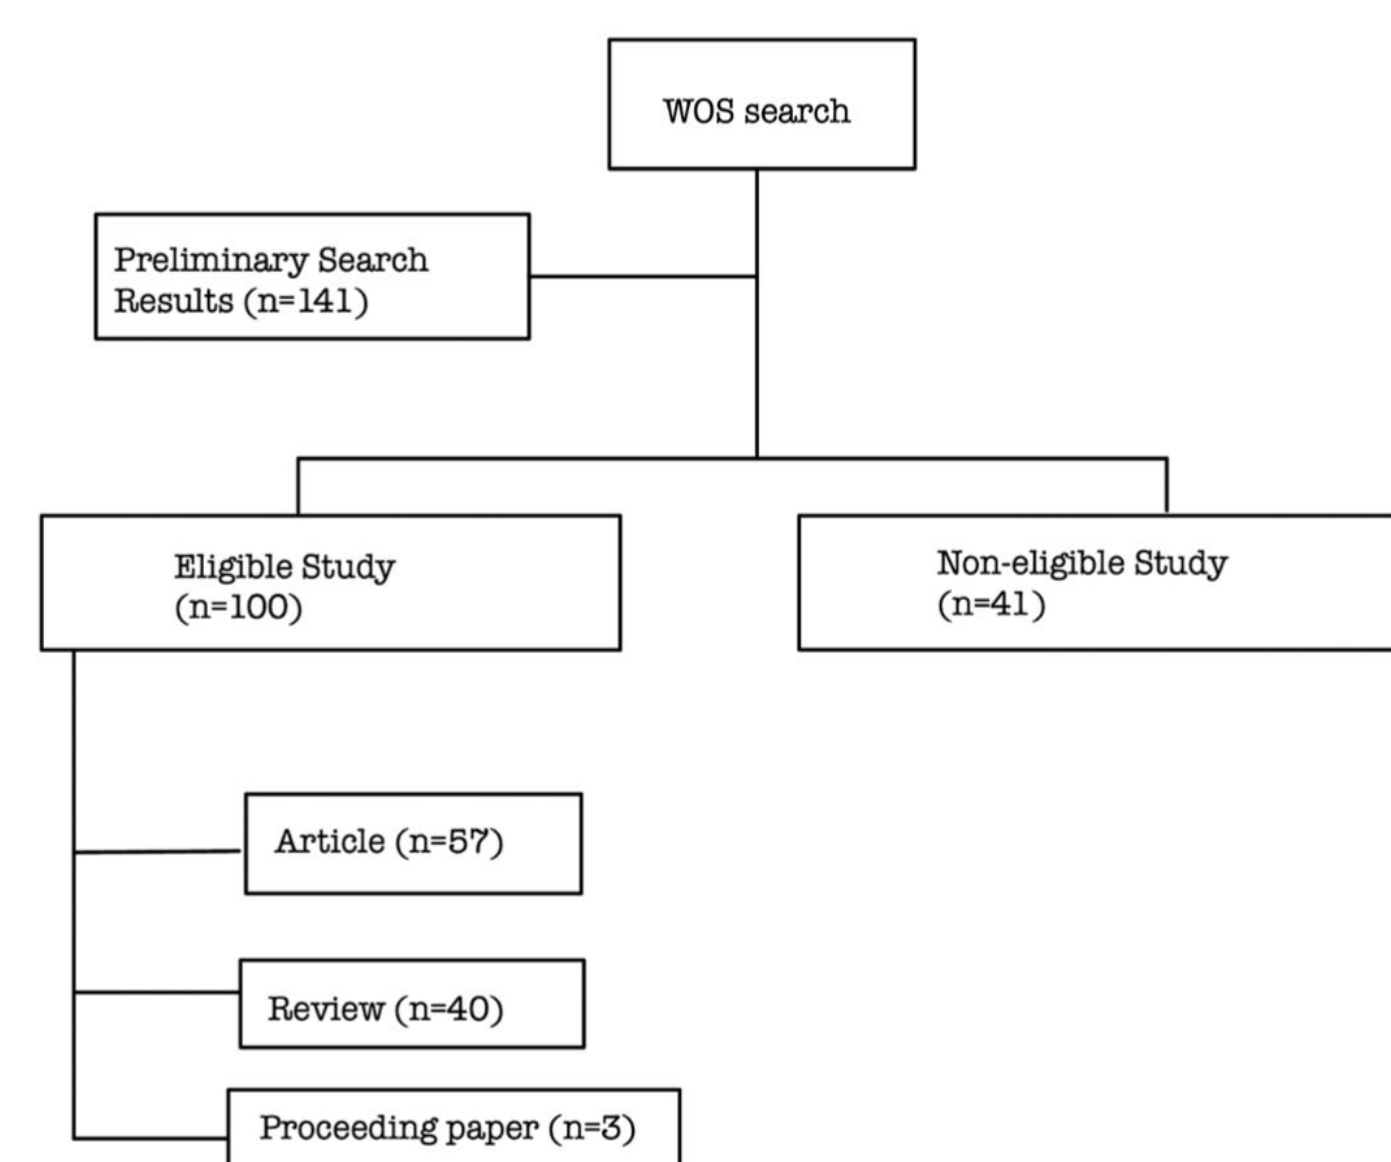 WOS search
Preliminary Search
Results (n=141)
Eligible Study
(n=100)
Non-eligible Study
(n=41)
Article (n=57)
Review (n=40)
Proceeding paper (n=3)